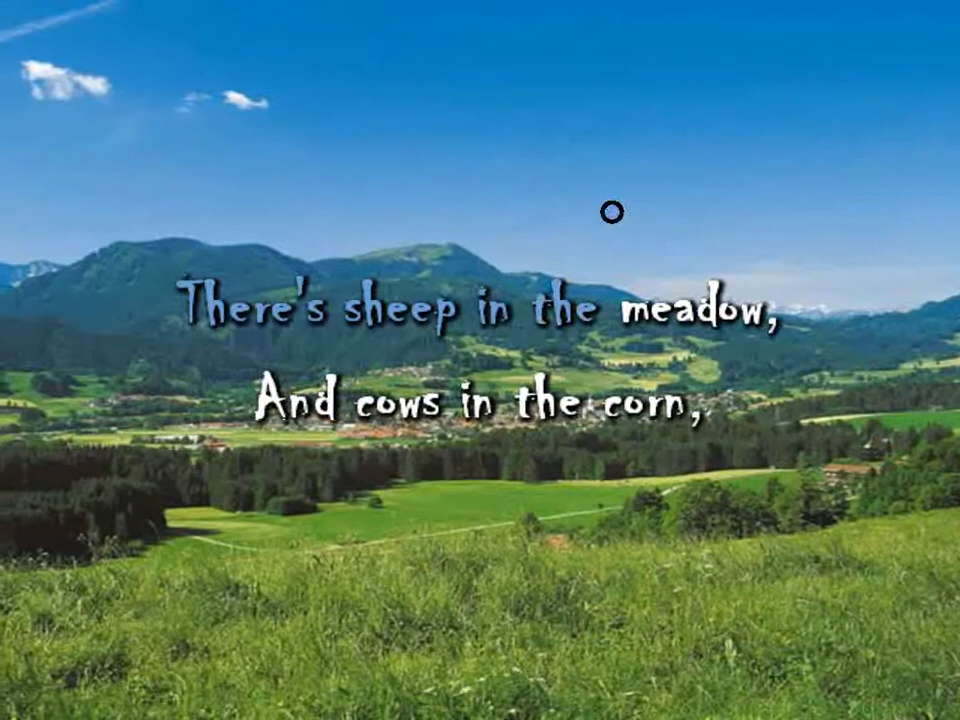 There's sheep in the meadow,
And cows in the corn,